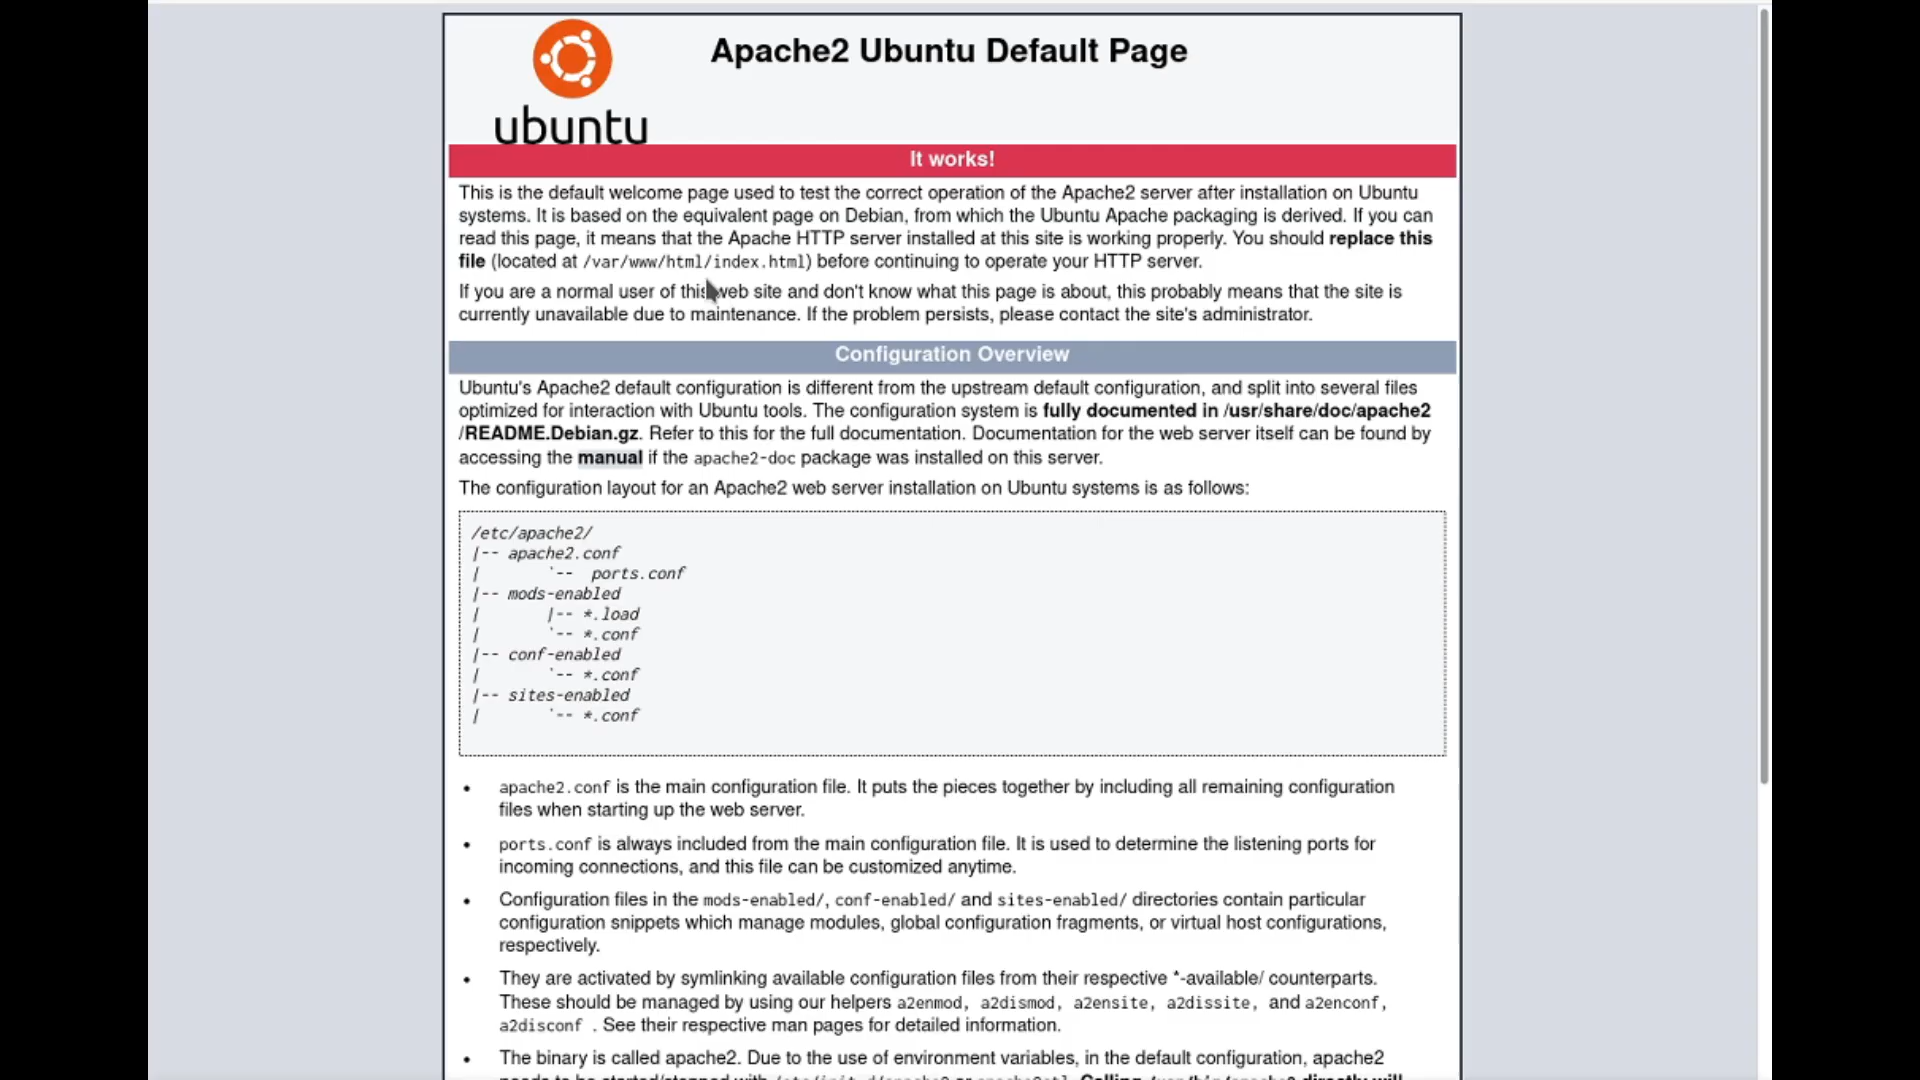 ubuntu
Apache2 Ubuntu Default Page
It works!
This is the default welcome page used to test the correct operation of the Apache2 server after installation on Ubuntu
systems. It is based on the equivalent page on Debian, from which the Ubuntu Apache packaging is derived. If you can
read this page, it means that the Apache HTTP server installed at this site is working properly. You should replace this
file (located at /var/www/html/index.html) before continuing to operate your HTTP server.
If you are a normal user of this web site and don't know what this page is about, this probably means that the site is
currently unavailable due to maintenance. If the problem persists, please contact the site's administrator.
Configuration Overview
Ubuntu's Apache2 default configuration is different from the upstream default configuration, and split into several files
optimized for interaction with Ubuntu tools. The configuration system is fully documented in /usr/share/doc/apache2
/README.Debian.gz. Refer to this for the full documentation. Documentation for the web server itself can be found by
accessing the manual if the apache2-doc package was installed on this server.
The configuration layout for an Apache2 web server installation on Ubuntu systems is as follows:
/etc/apache2/
|-- apache2.conf
|       `--  ports.conf
|-- mods-enabled
|       |-- *.load
|       `-- *.conf
|-- conf-enabled
|       `-- *.conf
|-- sites-enabled
|       `-- *.conf
• apache2.conf is the main configuration file. It puts the pieces together by including all remaining configuration
files when starting up the web server.
• ports.conf is always included from the main configuration file. It is used to determine the listening ports for
incoming connections, and this file can be customized anytime.
• Configuration files in the mods-enabled/, conf-enabled/ and sites-enabled/ directories contain particular
configuration snippets which manage modules, global configuration fragments, or virtual host configurations,
respectively.
• They are activated by symlinking available configuration files from their respective *-available/ counterparts.
These should be managed by using our helpers a2enmod, a2dismod, a2ensite, a2dissite, and a2enconf,
a2disconf . See their respective man pages for detailed information.
• The binary is called apache2. Due to the use of environment variables, in the default configuration, apache2
needs to be started/stopped with /etc/init.d/apache2 or apache2ctl. Calling /usr/bin/apache2 directly will